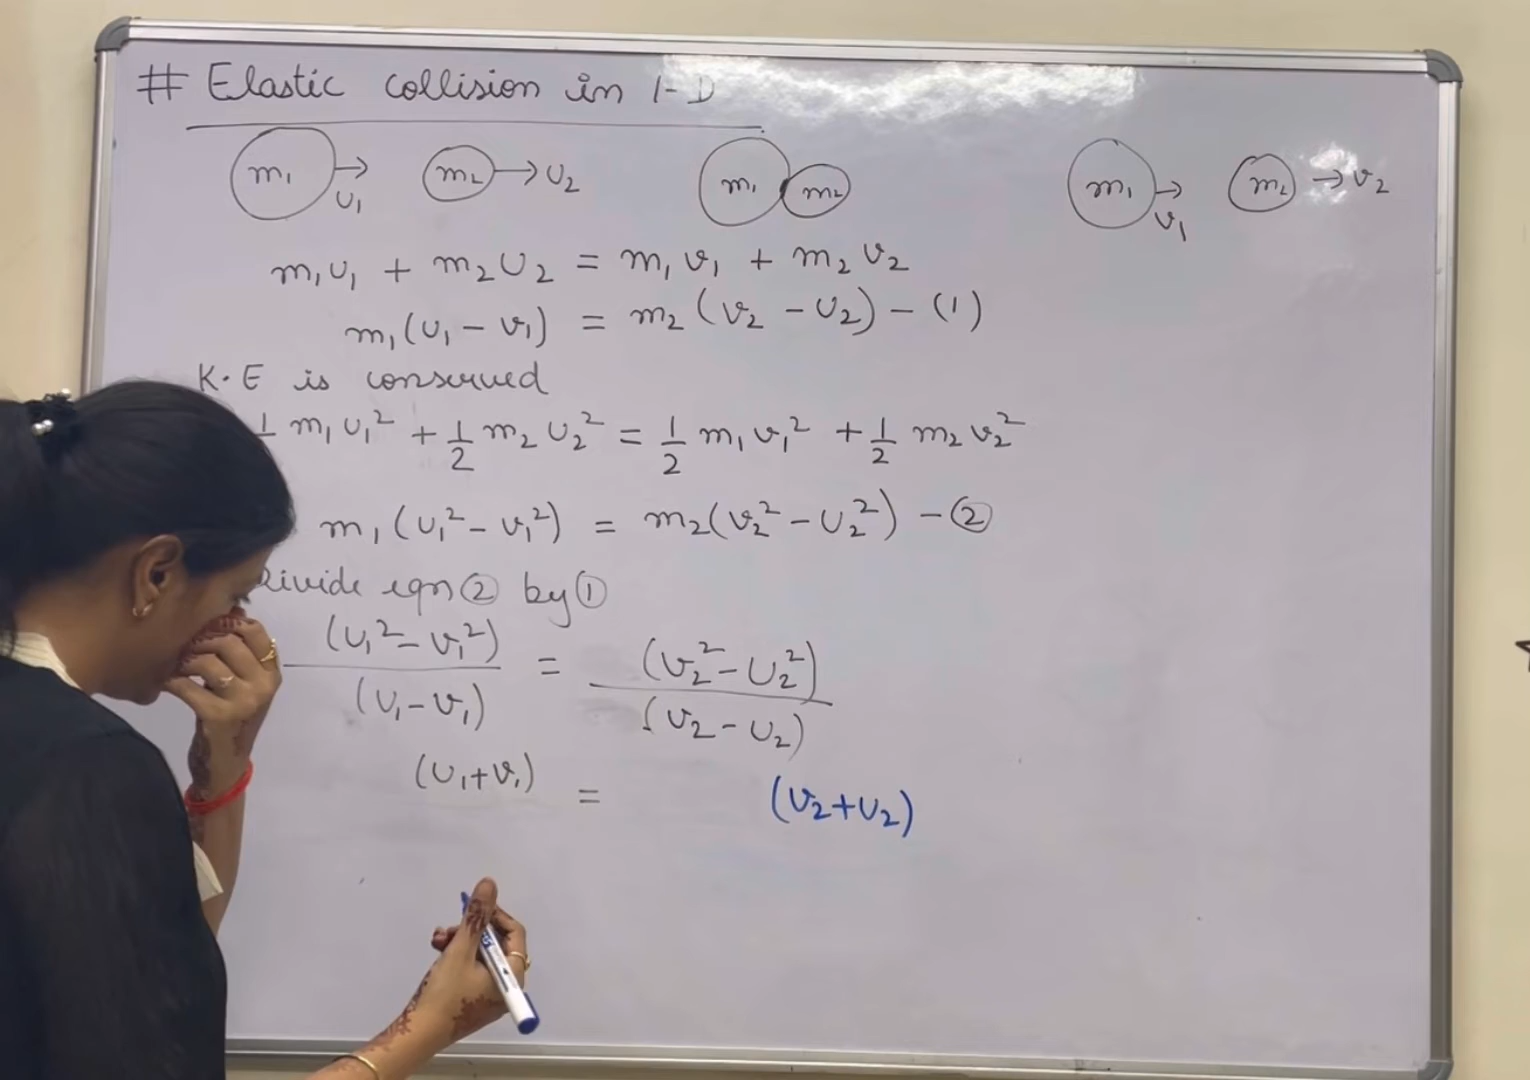 # Elastic collision in 1-D
m₁ → U₁ m₂ → U₂ m₁ m₂ m₁ → v₁ m₂ → v₂
m₁U₁ + m₂U₂ = m₁v₁ + m₂v₂
m₁(U₁ - v₁) = m₂(v₂ - U₂) - (1)
K.E is conserved
½ m₁U₁² + ½ m₂U₂² = ½ m₁v₁² + ½ m₂v₂²
m₁(U₁² - v₁²) = m₂(v₂² - U₂²) - ②
Divide eqn ② by ①
(U₁² - v₁²) / (U₁ - v₁) = (v₂² - U₂²) / (v₂ - U₂)
(U₁ + v₁) = (v₂ + U₂)